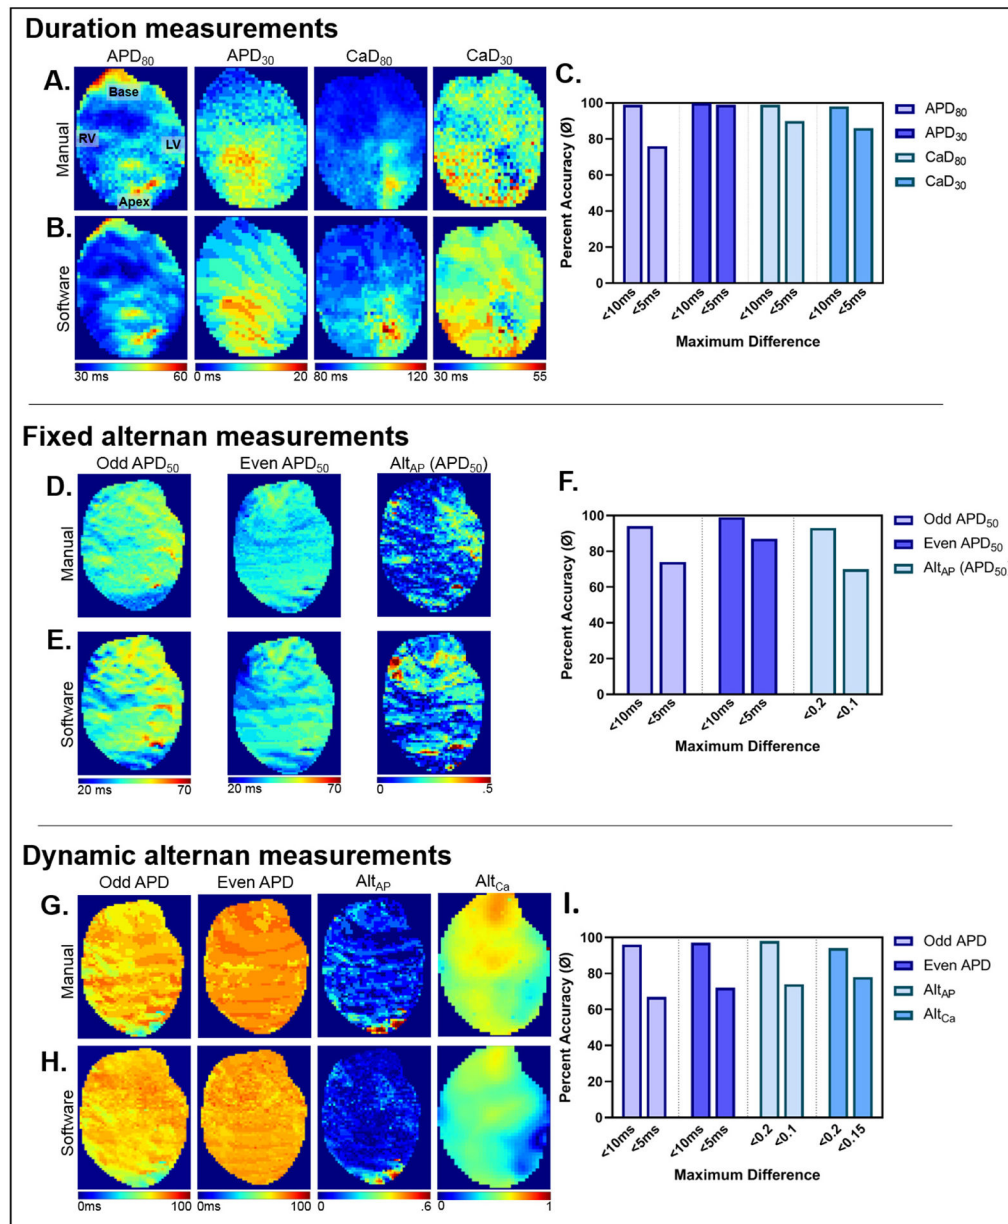 Duration measurements
APD80 APD30 CaD80 CaD30
A. Base RV LV Apex Manual
B. Software
30 ms 60 0 ms 20 80 ms 120 30 ms 55
C.
Percent Accuracy (Ø)
100
80
60
40
20
0
<10ms <5ms <10ms <5ms <10ms <5ms <10ms <5ms
Maximum Difference
APD80
APD30
CaD80
CaD30
Fixed alternan measurements
Odd APD50 Even APD50 AltAP (APD50)
D. Manual
E. Software
20 ms 70 20 ms 70 0 .5
F.
Percent Accuracy (Ø)
100
80
60
40
20
0
<10ms <5ms <10ms <5ms <0.2 <0.1
Maximum Difference
Odd APD50
Even APD50
AltAP (APD50
Dynamic alternan measurements
Odd APD Even APD AltAP AltCa
G. Manual
H. Software
0ms 100 0ms 100 0 .6 0 1
I.
Percent Accuracy (Ø)
100
80
60
40
20
0
<10ms <5ms <10ms <5ms <0.2 <0.1 <0.2 <0.15
Maximum Difference
Odd APD
Even APD
AltAP
AltCa